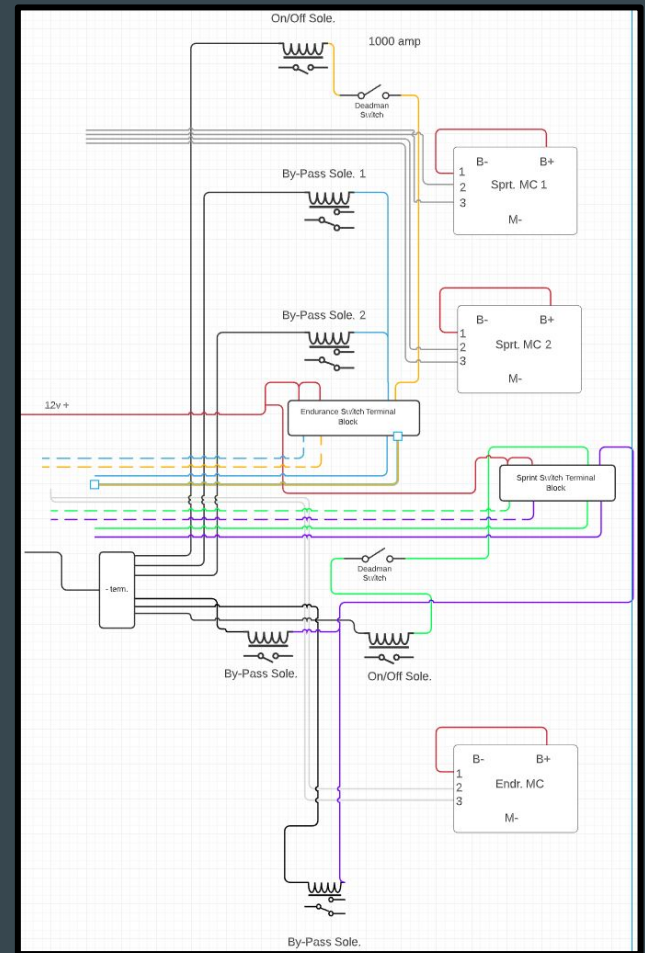 On/Off Sole.
1000 amp
Deadman
Switch
By-Pass Sole. 1
B-
B+
1
Sprt. MC 1
2
3
M-
By-Pass Sole. 2
B-
B+
1
Sprt. MC 2
2
3
M-
12v +
Endurance Switch Terminal
Block
Sprint Switch Terminal
Block
Deadman
Switch
- term.
By-Pass Sole.
On/Off Sole.
B-
B+
1
Endr. MC
2
3
M-
By-Pass Sole.